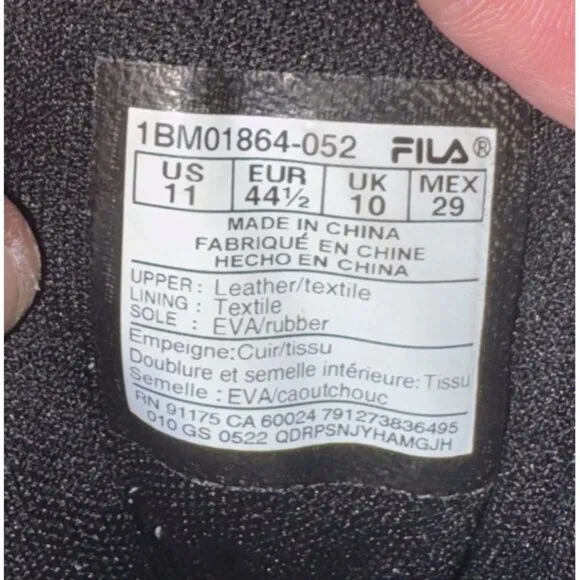 1BM01864-052 FILA®
US EUR UK MEX
11 44½ 10 29
MADE IN CHINA
FABRIQUÉ EN CHINE
HECHO EN CHINA
UPPER : Leather/textile
LINING : Textile
SOLE : EVA/rubber
Empeigne:Cuir/tissu
Doublure et semelle intérieure: Tissu
Semelle : EVA/caoutchouc
RN 91175 CA 60024 791273836495
010 GS 0522 QDRPSNJYHAMGJH